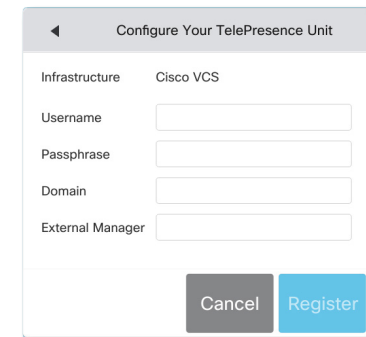 Configure Your TelePresence Unit
Infrastructure Cisco VCS
Username
Passphrase
Domain
External Manager
Cancel Register